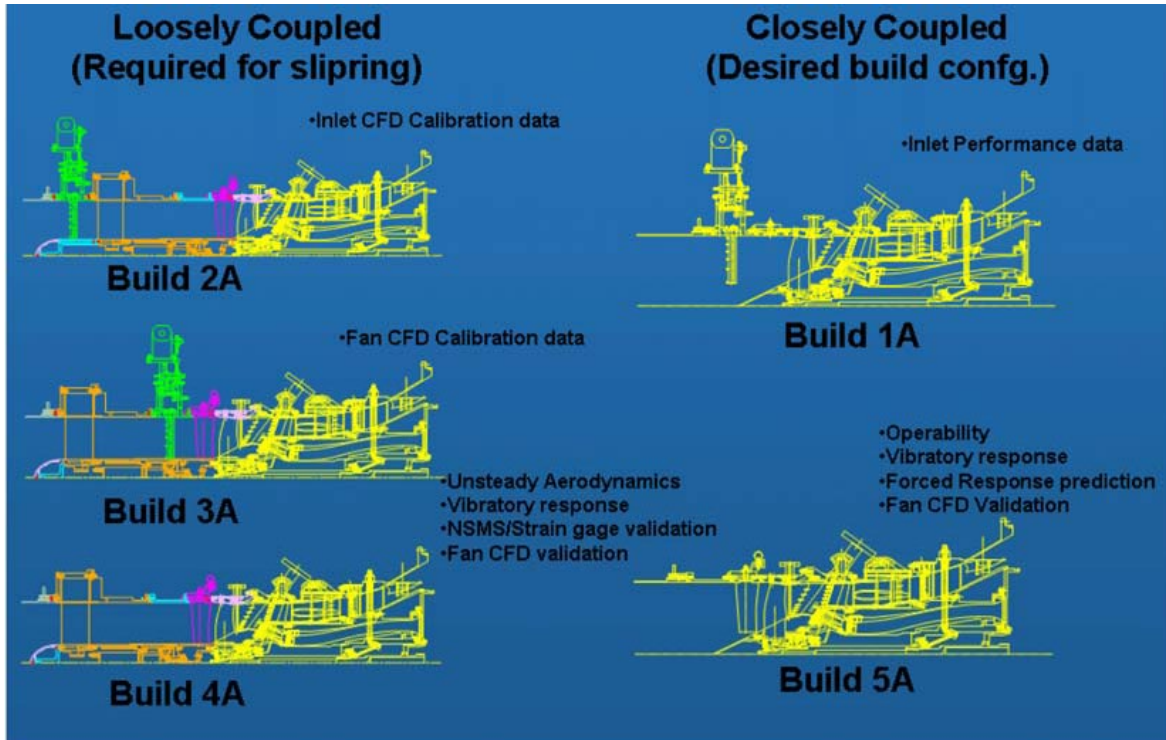 Loosely Coupled
(Required for slipring)
•Inlet CFD Calibration data
Build 2A
•Fan CFD Calibration data
Build 3A
•Unsteady Aerodynamics
•Vibratory response
•NSMS/Strain gage validation
•Fan CFD validation
Build 4A
Closely Coupled
(Desired build confg.)
•Inlet Performance data
Build 1A
•Operability
•Vibratory response
•Forced Response prediction
•Fan CFD Validation
Build 5A